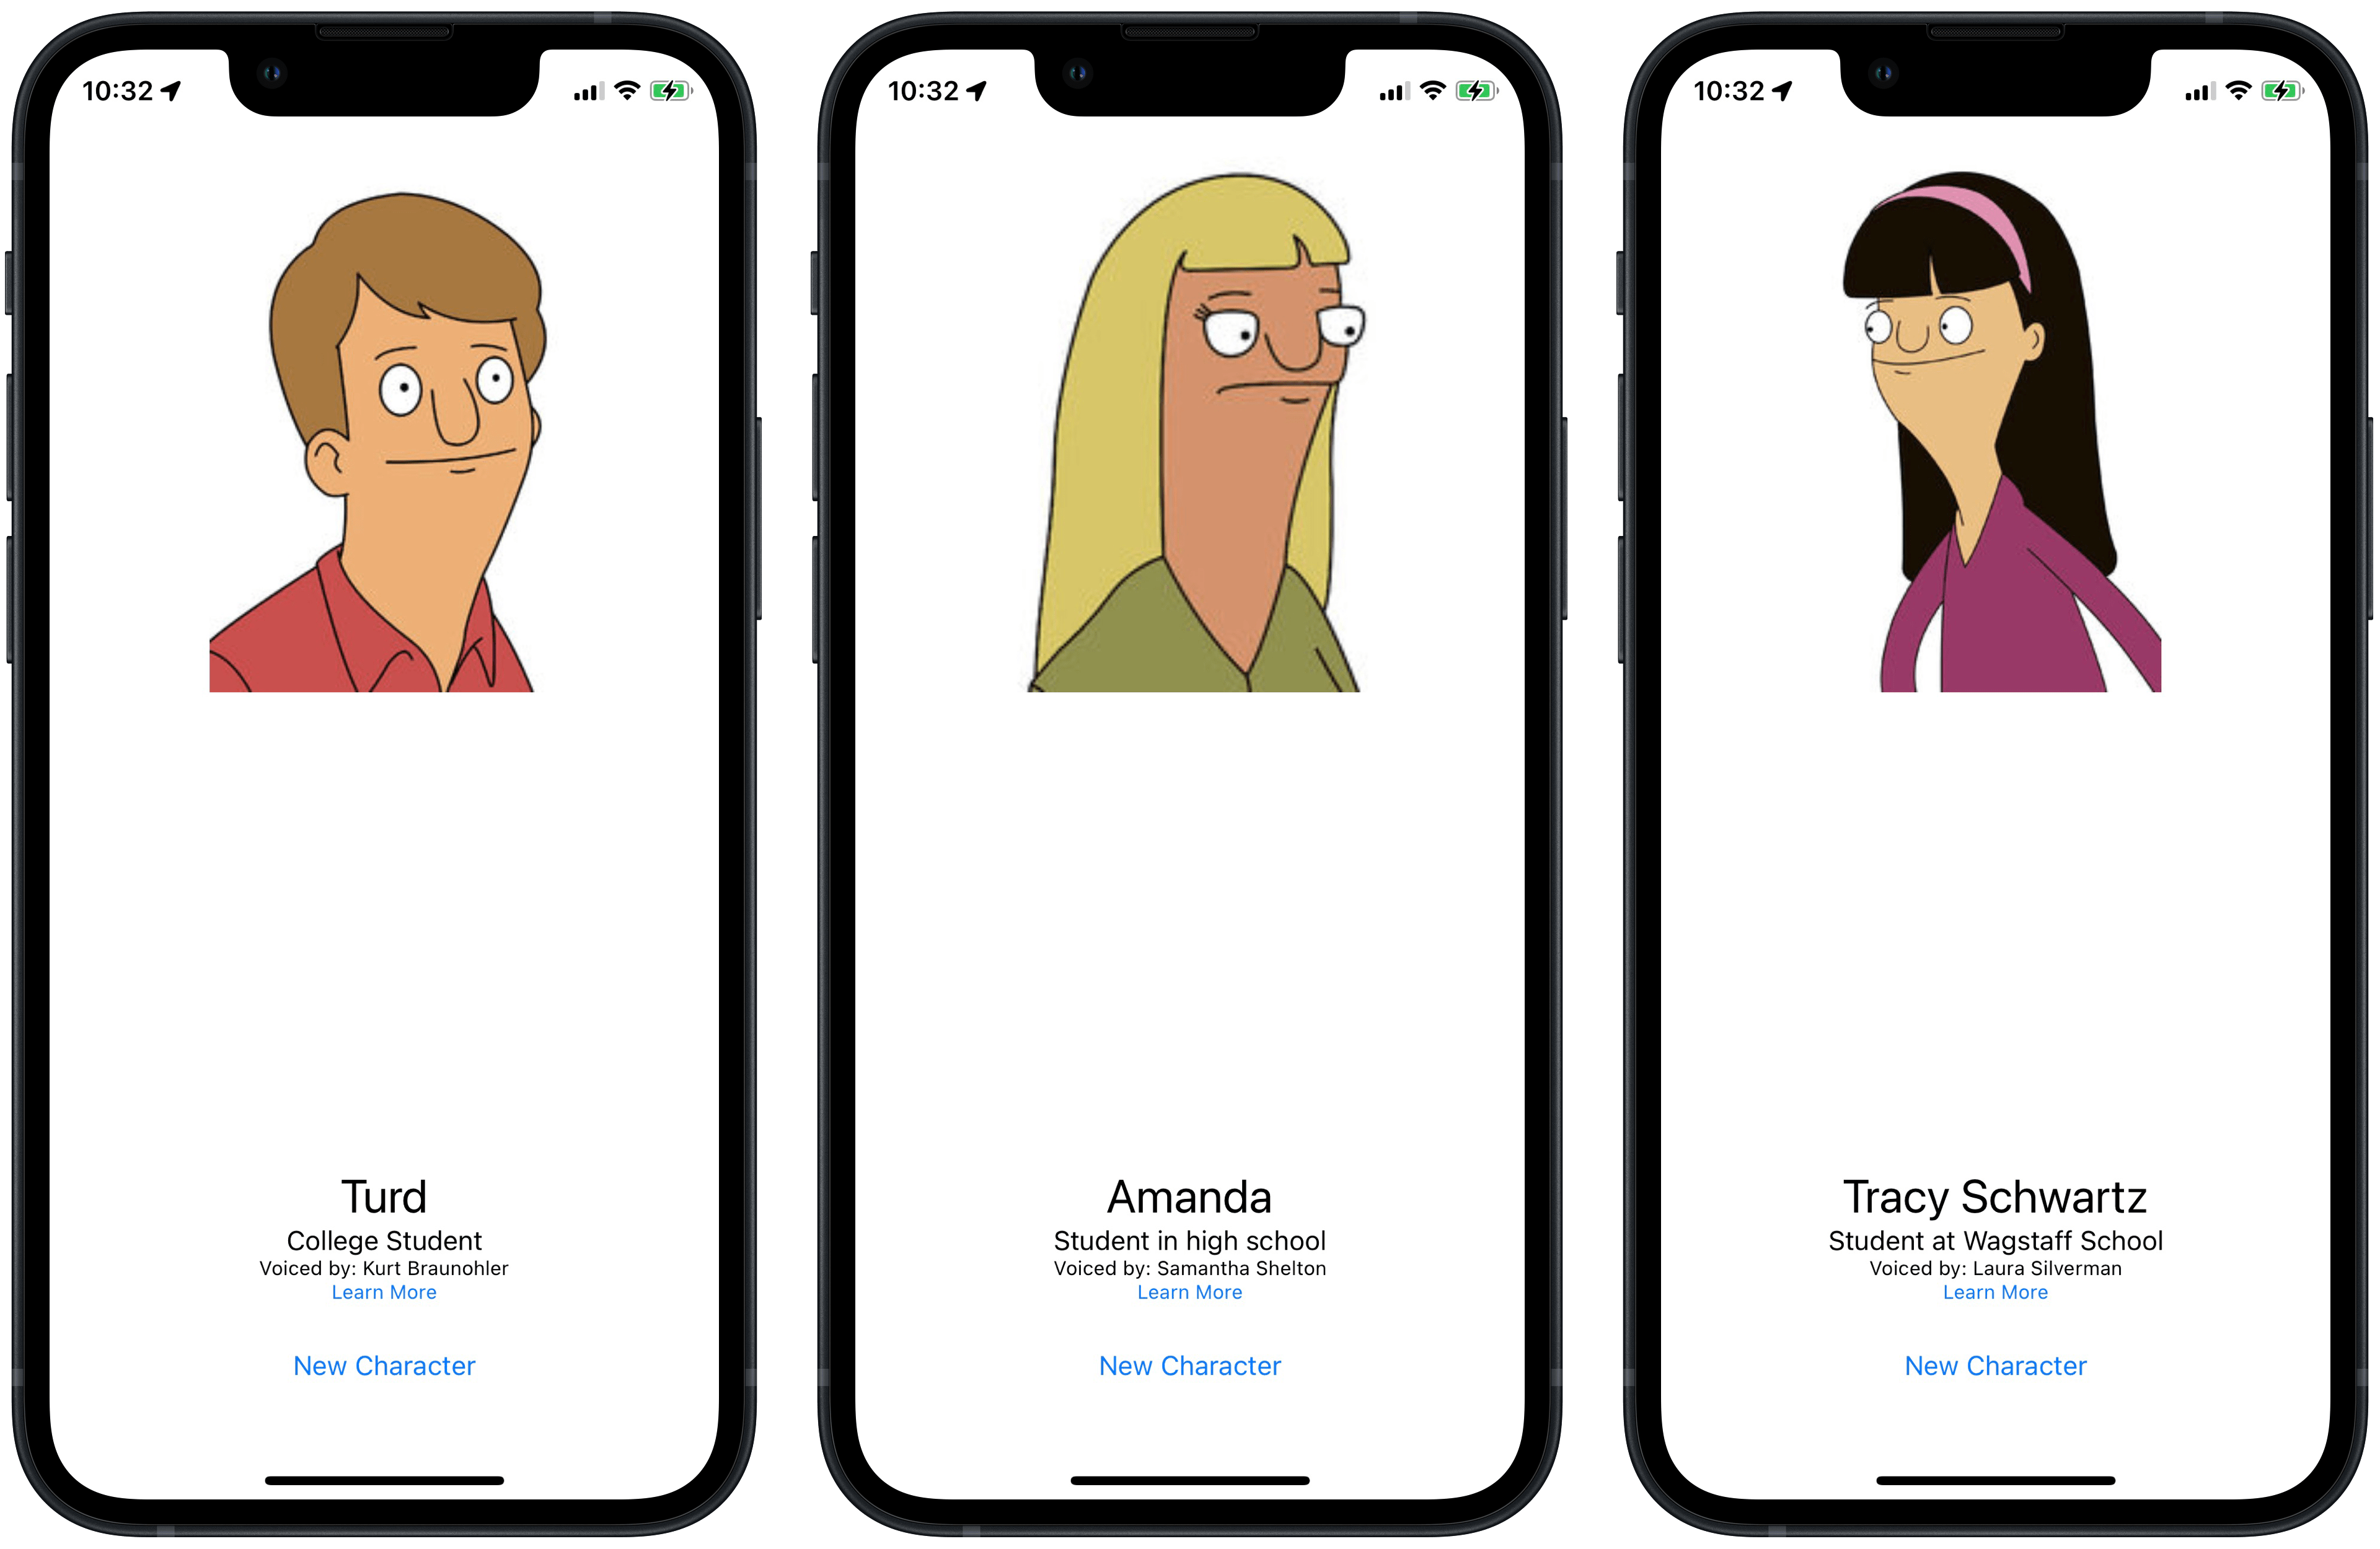 10:32
Turd
College Student
Voiced by: Kurt Braunohler
Learn More
New Character
10:32
Amanda
Student in high school
Voiced by: Samantha Shelton
Learn More
New Character
10:32
Tracy Schwartz
Student at Wagstaff School
Voiced by: Laura Silverman
Learn More
New Character